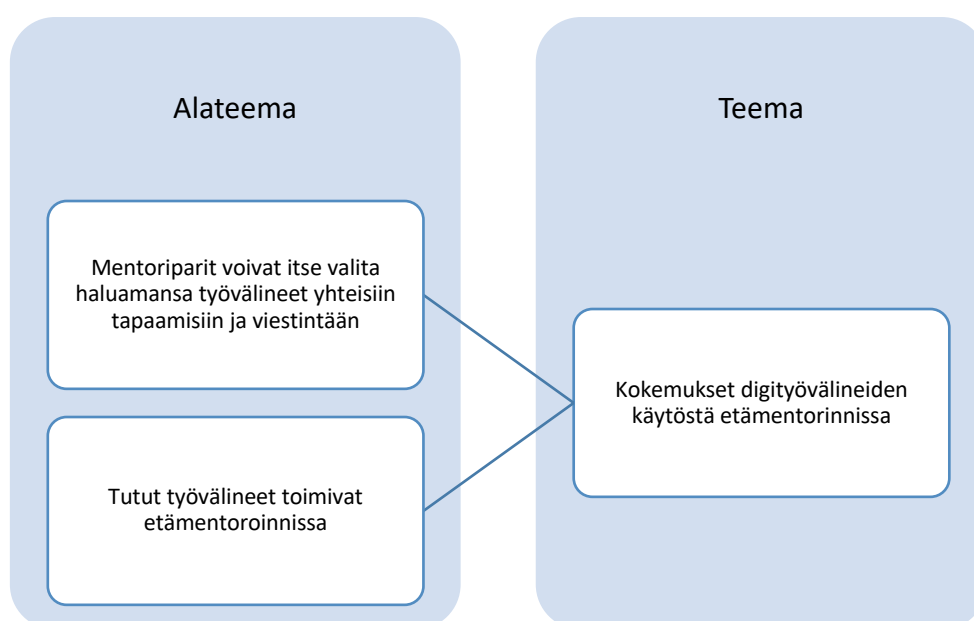 Alateema
Mentoriparit voivat itse valita
haluamansa työvälineet yhteisiin
tapaamisiin ja viestintään
Tutut työvälineet toimivat
etämentoroinnissa
Teema
Kokemukset digityövälineiden
käytöstä etämentorinnissa